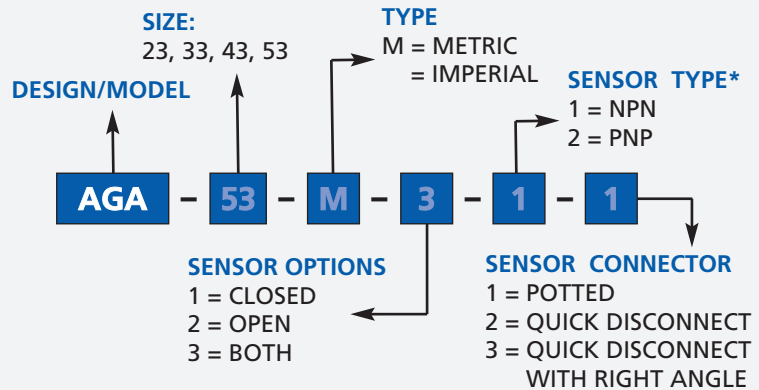 SIZE:
23, 33, 43, 53
TYPE
M = METRIC
= IMPERIAL
DESIGN/MODEL
SENSOR TYPE*
1 = NPN
2 = PNP
AGA - 53 - M - 3 - 1 - 1
SENSOR OPTIONS
1 = CLOSED
2 = OPEN
3 = BOTH
SENSOR CONNECTOR
1 = POTTED
2 = QUICK DISCONNECT
3 = QUICK DISCONNECT
WITH RIGHT ANGLE